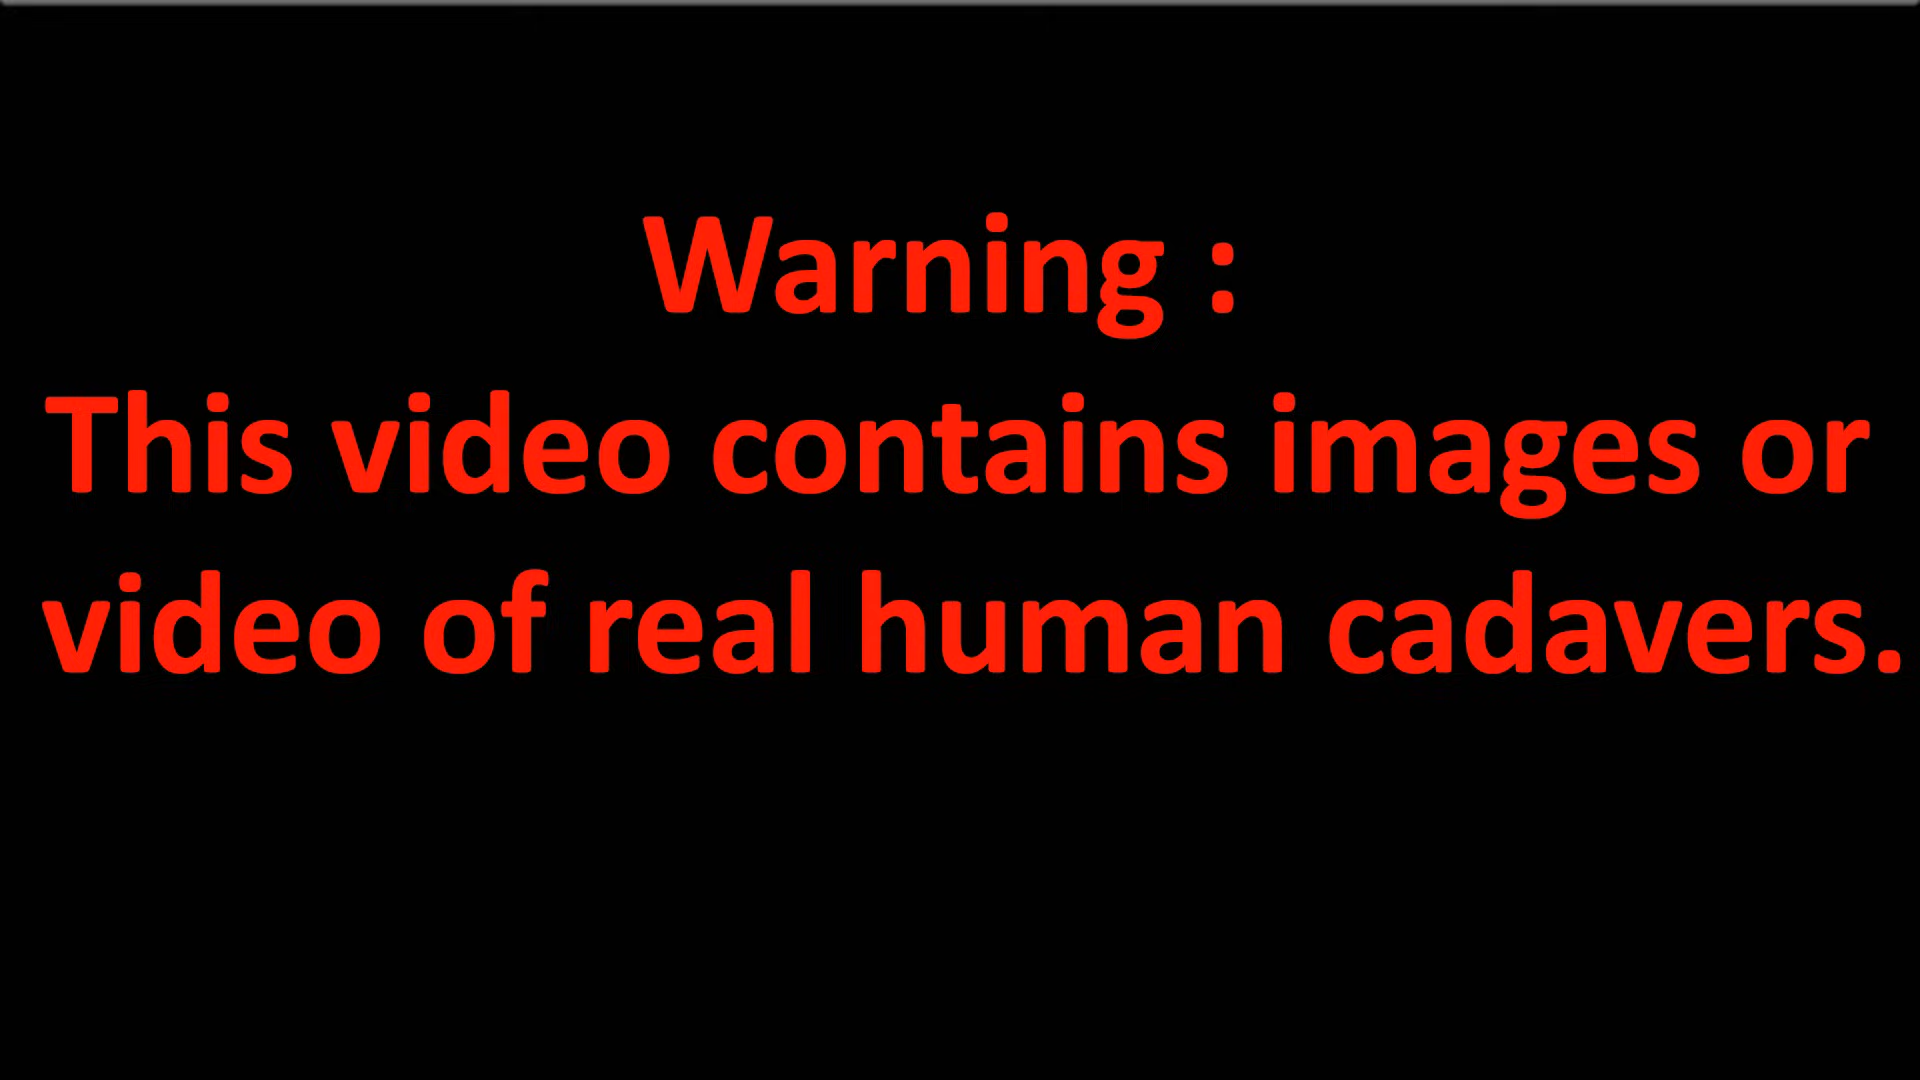 Warning :
This video contains images or
video of real human cadavers.